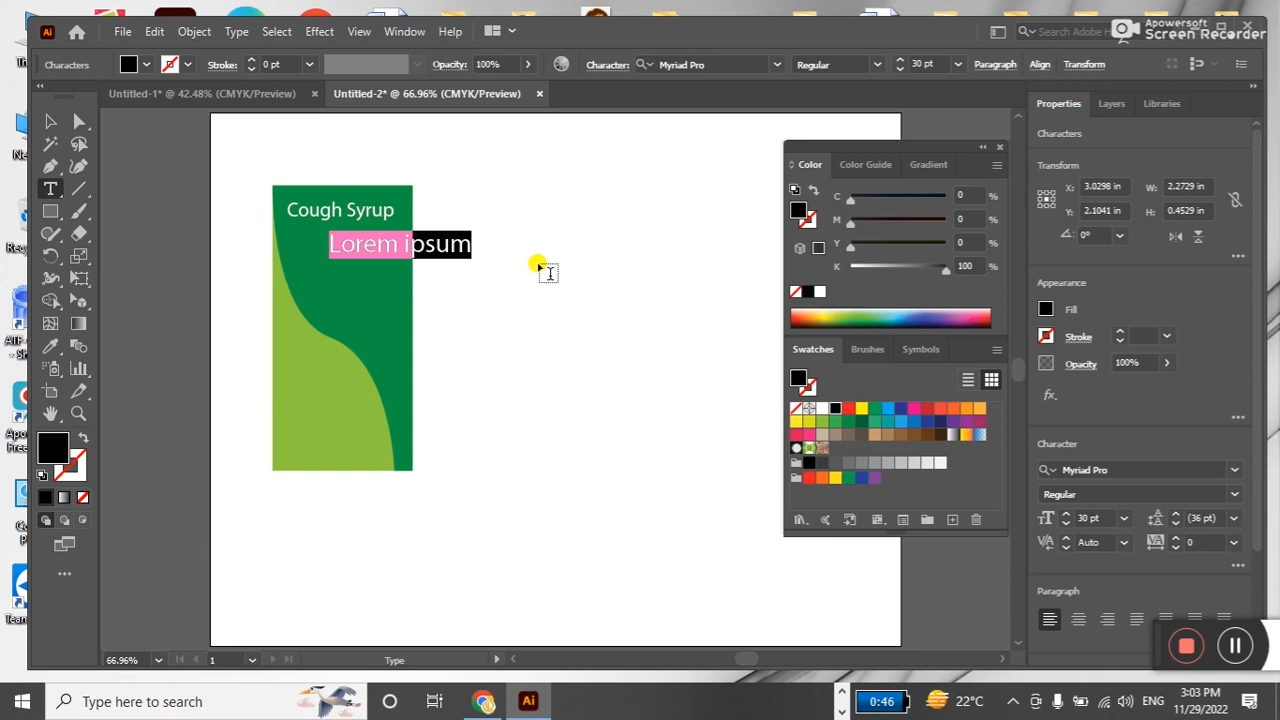 Apowersoft
Screen Recorder
Ai
File Edit Object Type Select Effect View Window Help
Search Adobe
Characters
Stroke:
0 pt
Opacity:
100%
Character:
Myriad Pro
Regular
30 pt
Paragraph
Align
Transform
Untitled-1* @ 42.48% (CMYK/Preview)
Untitled-2* @ 66.96% (CMYK/Preview)
Properties
Layers
Libraries
Characters
Transform
X: 3.0298 in
W: 2.2729 in
Y: 2.1041 in
H: 0.4529 in
0°
Appearance
Fill
Stroke
Opacity
100%
fx.
Character
Myriad Pro
Regular
30 pt
(36 pt)
Auto
0
Paragraph
Color
Color Guide
Gradient
C 0 %
M 0 %
Y 0 %
K 100 %
Swatches
Brushes
Symbols
Cough Syrup
Lorem ipsum
66.96%
1
Type
Type here to search
Ai
0:46
22°C
ENG
3:03 PM
11/29/2022